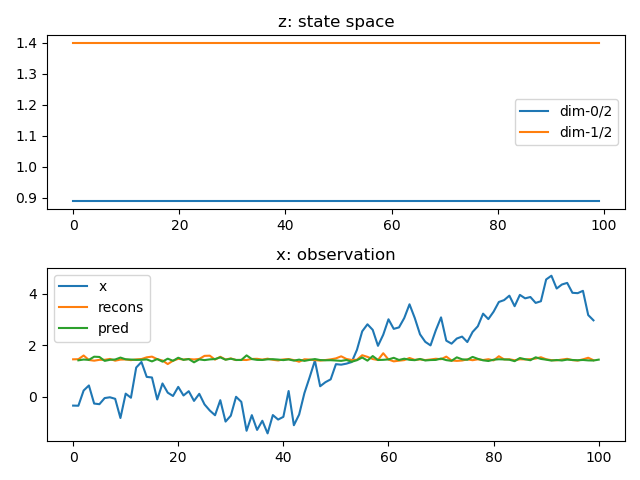 z: state space
1.4
1.3
1.2
1.1
1.0
0.9
dim-0/2
dim-1/2
0 20 40 60 80 100
x: observation
4
2
0
x
recons
pred
0 20 40 60 80 100